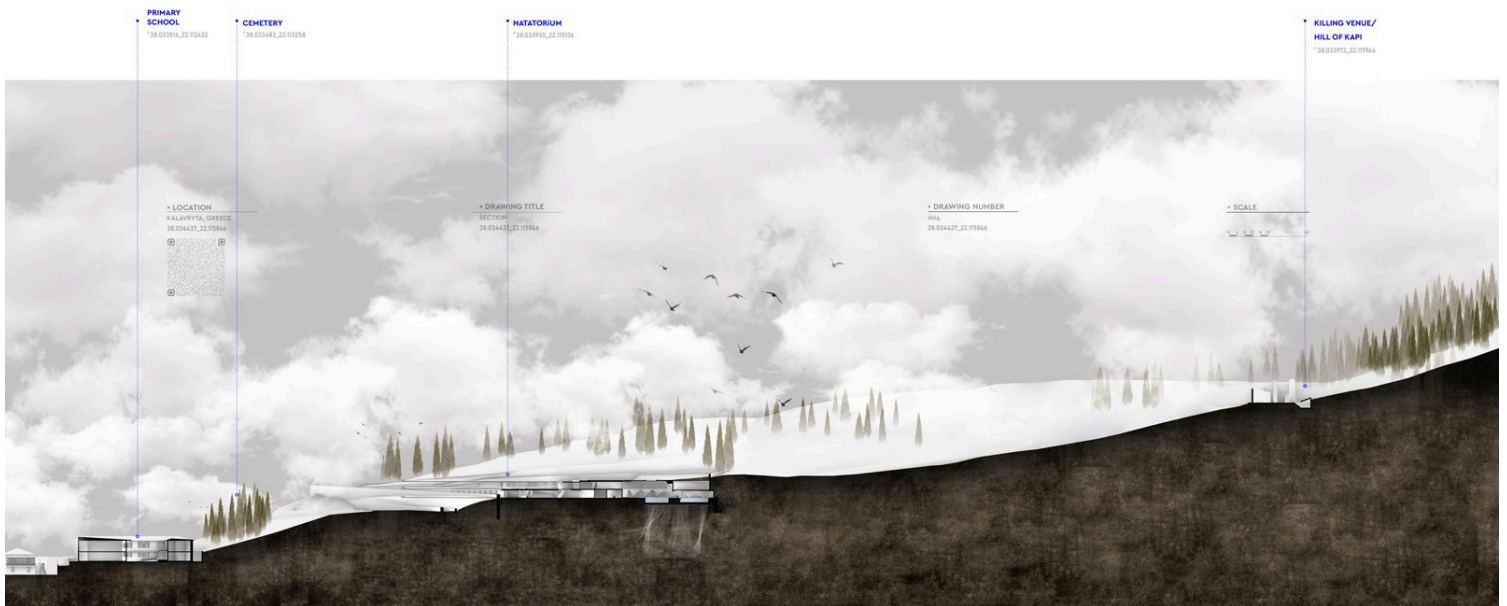 PRIMARY
SCHOOL
°38.033516_22.112632
CEMETERY
°38.033482_22.113258
NATATORiUM
°38.033930_22.115136
KILLING VENUE/
HILL OF KAPI
°38.033972_22.117964
> LOCATION
KALAVRYTA, GREECE
38.034437_22.115866
> DRAWING TITLE
SECTION
38.034437_22.115866
> DRAWING NUMBER
A04
38.034437_22.115866
> SCALE